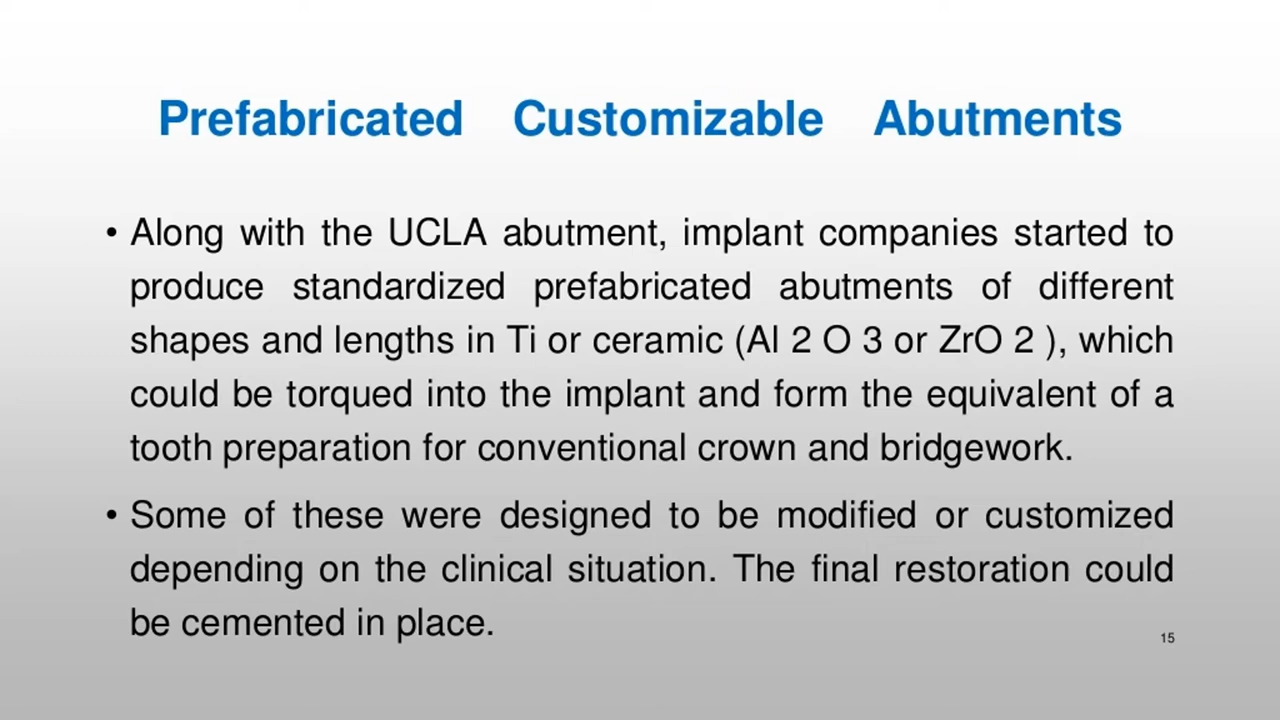 Prefabricated Customizable Abutments
• Along with the UCLA abutment, implant companies started to
produce standardized prefabricated abutments of different
shapes and lengths in Ti or ceramic (Al 2 O 3 or ZrO 2 ), which
could be torqued into the implant and form the equivalent of a
tooth preparation for conventional crown and bridgework.
• Some of these were designed to be modified or customized
depending on the clinical situation. The final restoration could
be cemented in place.
15